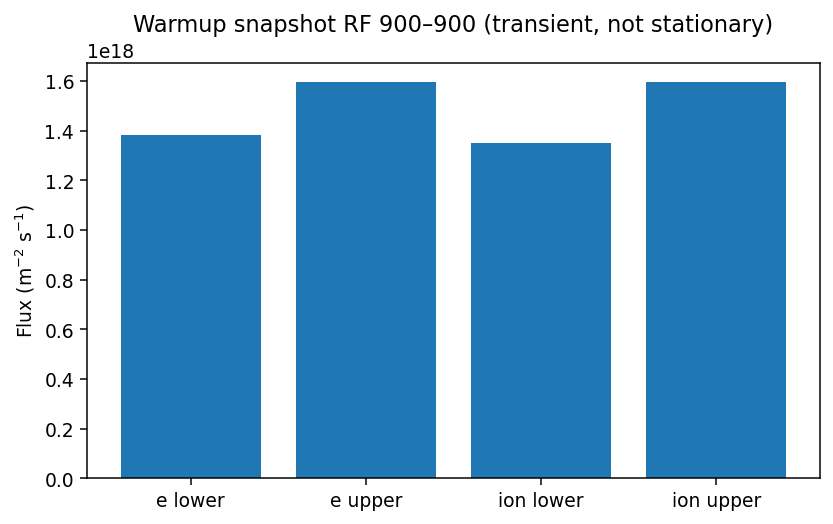 Warmup snapshot RF 900–900 (transient, not stationary)
1e18
1.6
1.4
1.2
1.0
0.8
0.6
0.4
0.2
0.0
Flux (m⁻² s⁻¹)
e lower e upper ion lower ion upper